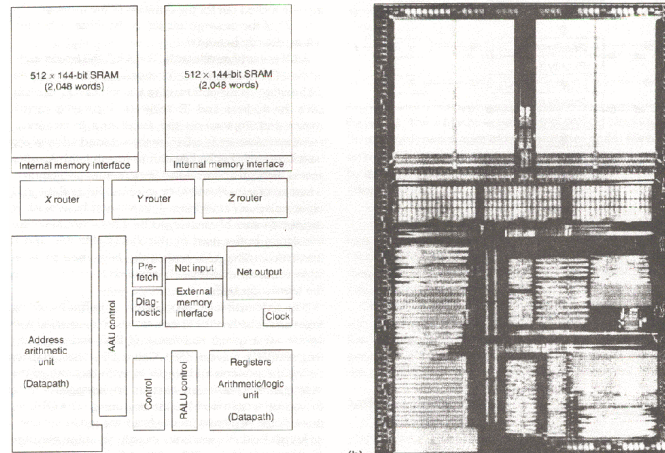 512 × 144-bit SRAM
(2,048 words)
512 × 144-bit SRAM
(2,048 words)
Internal memory interface
Internal memory interface
X router
Y router
Z router
Address
arithmetic
unit
(Datapath)
AAU control
Pre-
fetch
Net input
Net output
Diag-
nostic
External
memory
interface
Clock
Control
RALU control
Registers
Arithmetic/logic
unit
(Datapath)